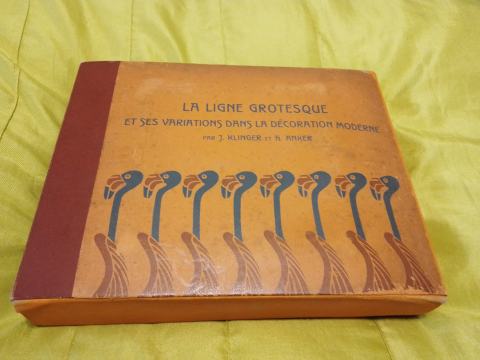 LA LIGNE GROTESQUE
ET SES VARIATIONS DANS LA DÉCORATION MODERNE
PAR J. KLINGER ET H. ANKER